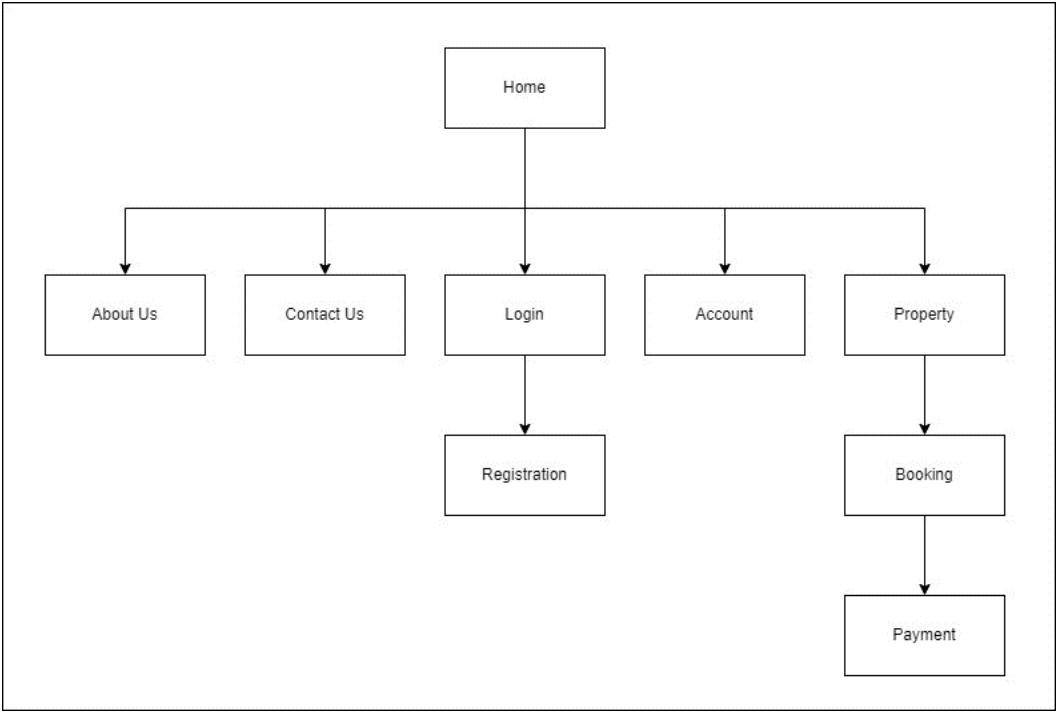 Home
About Us
Contact Us
Login
Account
Property
Registration
Booking
Payment